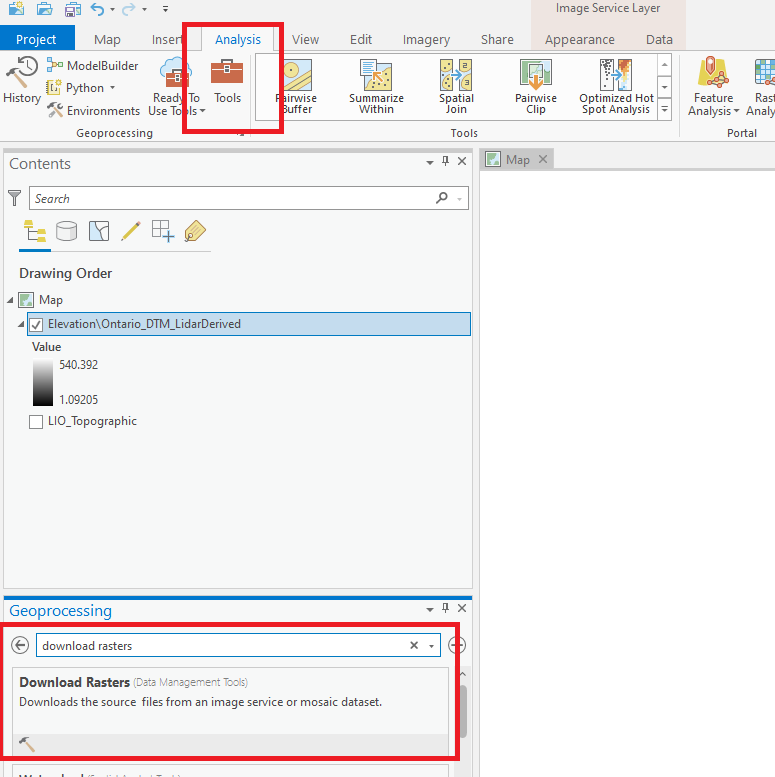 Image Service Layer
Project Map Insert Analysis View Edit Imagery Share Appearance Data
History
ModelBuilder
Python
Environments
Ready To
Use Tools
Tools
Pairwise
Buffer
Summarize
Within
Spatial
Join
Pairwise
Clip
Optimized Hot
Spot Analysis
Feature
Analysis
Geoprocessing Tools Portal
Contents
Map
Search
Drawing Order
Map
Elevation\Ontario_DTM_LidarDerived
Value
540.392
1.09205
LIO_Topographic
Geoprocessing
download rasters
Download Rasters (Data Management Tools)
Downloads the source files from an image service or mosaic dataset.